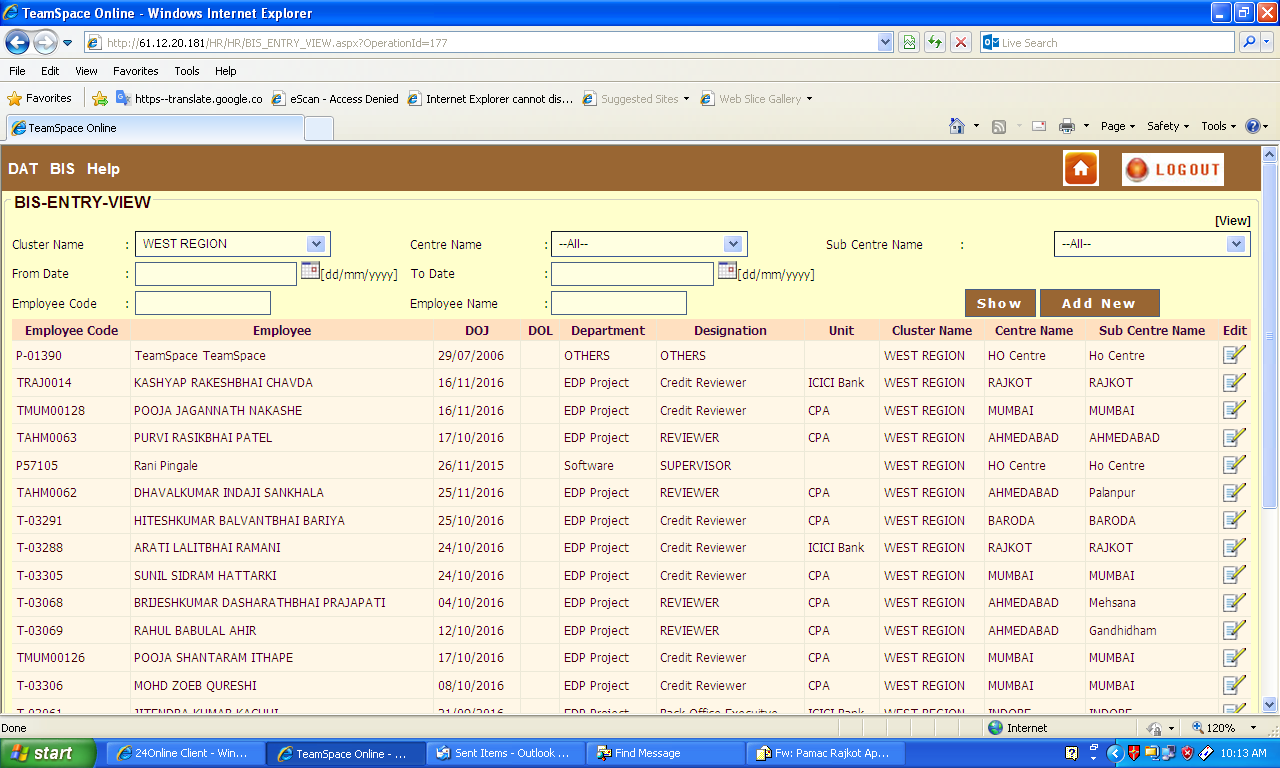 TeamSpace Online - Windows Internet Explorer
http://61.12.20.181/HR/HR/BIS_ENTRY_VIEW.aspx?OperationId=177 Live Search
File Edit View Favorites Tools Help
Favorites https--translate.google.co eScan - Access Denied Internet Explorer cannot dis... Suggested Sites Web Slice Gallery
TeamSpace Online Page Safety Tools
DAT BIS Help LOGOUT
BIS-ENTRY-VIEW
[View]
Cluster Name : WEST REGION Centre Name : --All-- Sub Centre Name : --All--
From Date : [dd/mm/yyyy] To Date : [dd/mm/yyyy]
Employee Code : Employee Name : Show Add New
Employee Code Employee DOJ DOL Department Designation Unit Cluster Name Centre Name Sub Centre Name Edit
P-01390 TeamSpace TeamSpace 29/07/2006 OTHERS OTHERS WEST REGION HO Centre Ho Centre
TRAJ0014 KASHYAP RAKESHBHAI CHAVDA 16/11/2016 EDP Project Credit Reviewer ICICI Bank WEST REGION RAJKOT RAJKOT
TMUM00128 POOJA JAGANNATH NAKASHE 16/11/2016 EDP Project Credit Reviewer CPA WEST REGION MUMBAI MUMBAI
TAHM0063 PURVI RASIKBHAI PATEL 17/10/2016 EDP Project REVIEWER CPA WEST REGION AHMEDABAD AHMEDABAD
P57105 Rani Pingale 26/11/2015 Software SUPERVISOR WEST REGION HO Centre Ho Centre
TAHM0062 DHAVALKUMAR INDAJI SANKHALA 25/11/2016 EDP Project REVIEWER CPA WEST REGION AHMEDABAD Palanpur
T-03291 HITESHKUMAR BALVANTBHAI BARIYA 25/10/2016 EDP Project Credit Reviewer CPA WEST REGION BARODA BARODA
T-03288 ARATI LALITBHAI RAMANI 24/10/2016 EDP Project Credit Reviewer ICICI Bank WEST REGION RAJKOT RAJKOT
T-03305 SUNIL SIDRAM HATTARKI 24/10/2016 EDP Project Credit Reviewer CPA WEST REGION MUMBAI MUMBAI
T-03068 BRIJESHKUMAR DASHARATHBHAI PRAJAPATI 04/10/2016 EDP Project REVIEWER CPA WEST REGION AHMEDABAD Mehsana
T-03069 RAHUL BABULAL AHIR 12/10/2016 EDP Project REVIEWER CPA WEST REGION AHMEDABAD Gandhidham
TMUM00126 POOJA SHANTARAM ITHAPE 17/10/2016 EDP Project Credit Reviewer CPA WEST REGION MUMBAI MUMBAI
T-03306 MOHD ZOEB QURESHI 08/10/2016 EDP Project Credit Reviewer CPA WEST REGION MUMBAI MUMBAI
EDP Project ICICI Bank WEST REGION INDORE INDORE
Done Internet 120%
start 24Online Client - Win... TeamSpace Online - ... Sent Items - Outlook ... Find Message Fw: Pamac Rajkot Ap... 10:13 AM